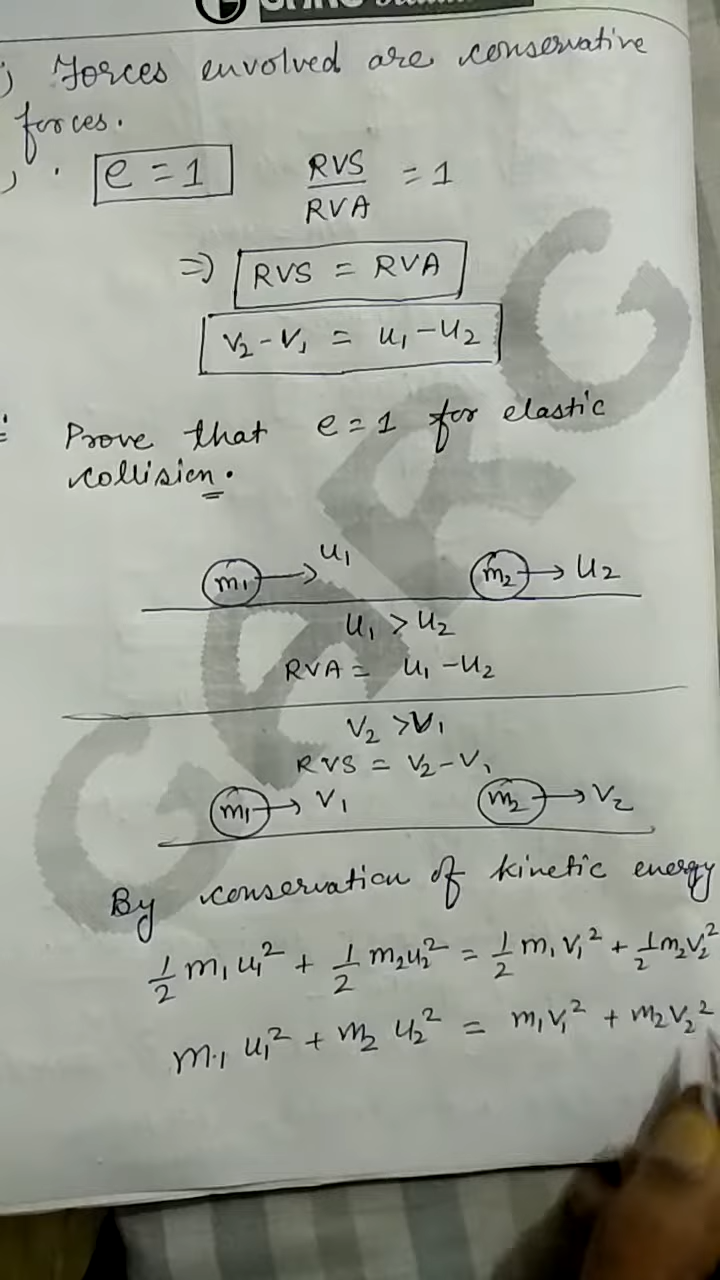 Forces envolved are conservative
forces.
e = 1 RVS/RVA = 1
⇒ RVS = RVA
V₂ - V₁ = u₁ - u₂
Prove that e = 1 for elastic
collision.
m₁ → u₁ m₂ → u₂
u₁ > u₂
RVA = u₁ - u₂
V₂ > V₁
RVS = V₂ - V₁
m₁ → V₁ m₂ → V₂
By conservation of kinetic energy
1/2 m₁ u₁² + 1/2 m₂ u₂² = 1/2 m₁ v₁² + 1/2 m₂ v₂²
m₁ u₁² + m₂ u₂² = m₁ v₁² + m₂ v₂²
GARG